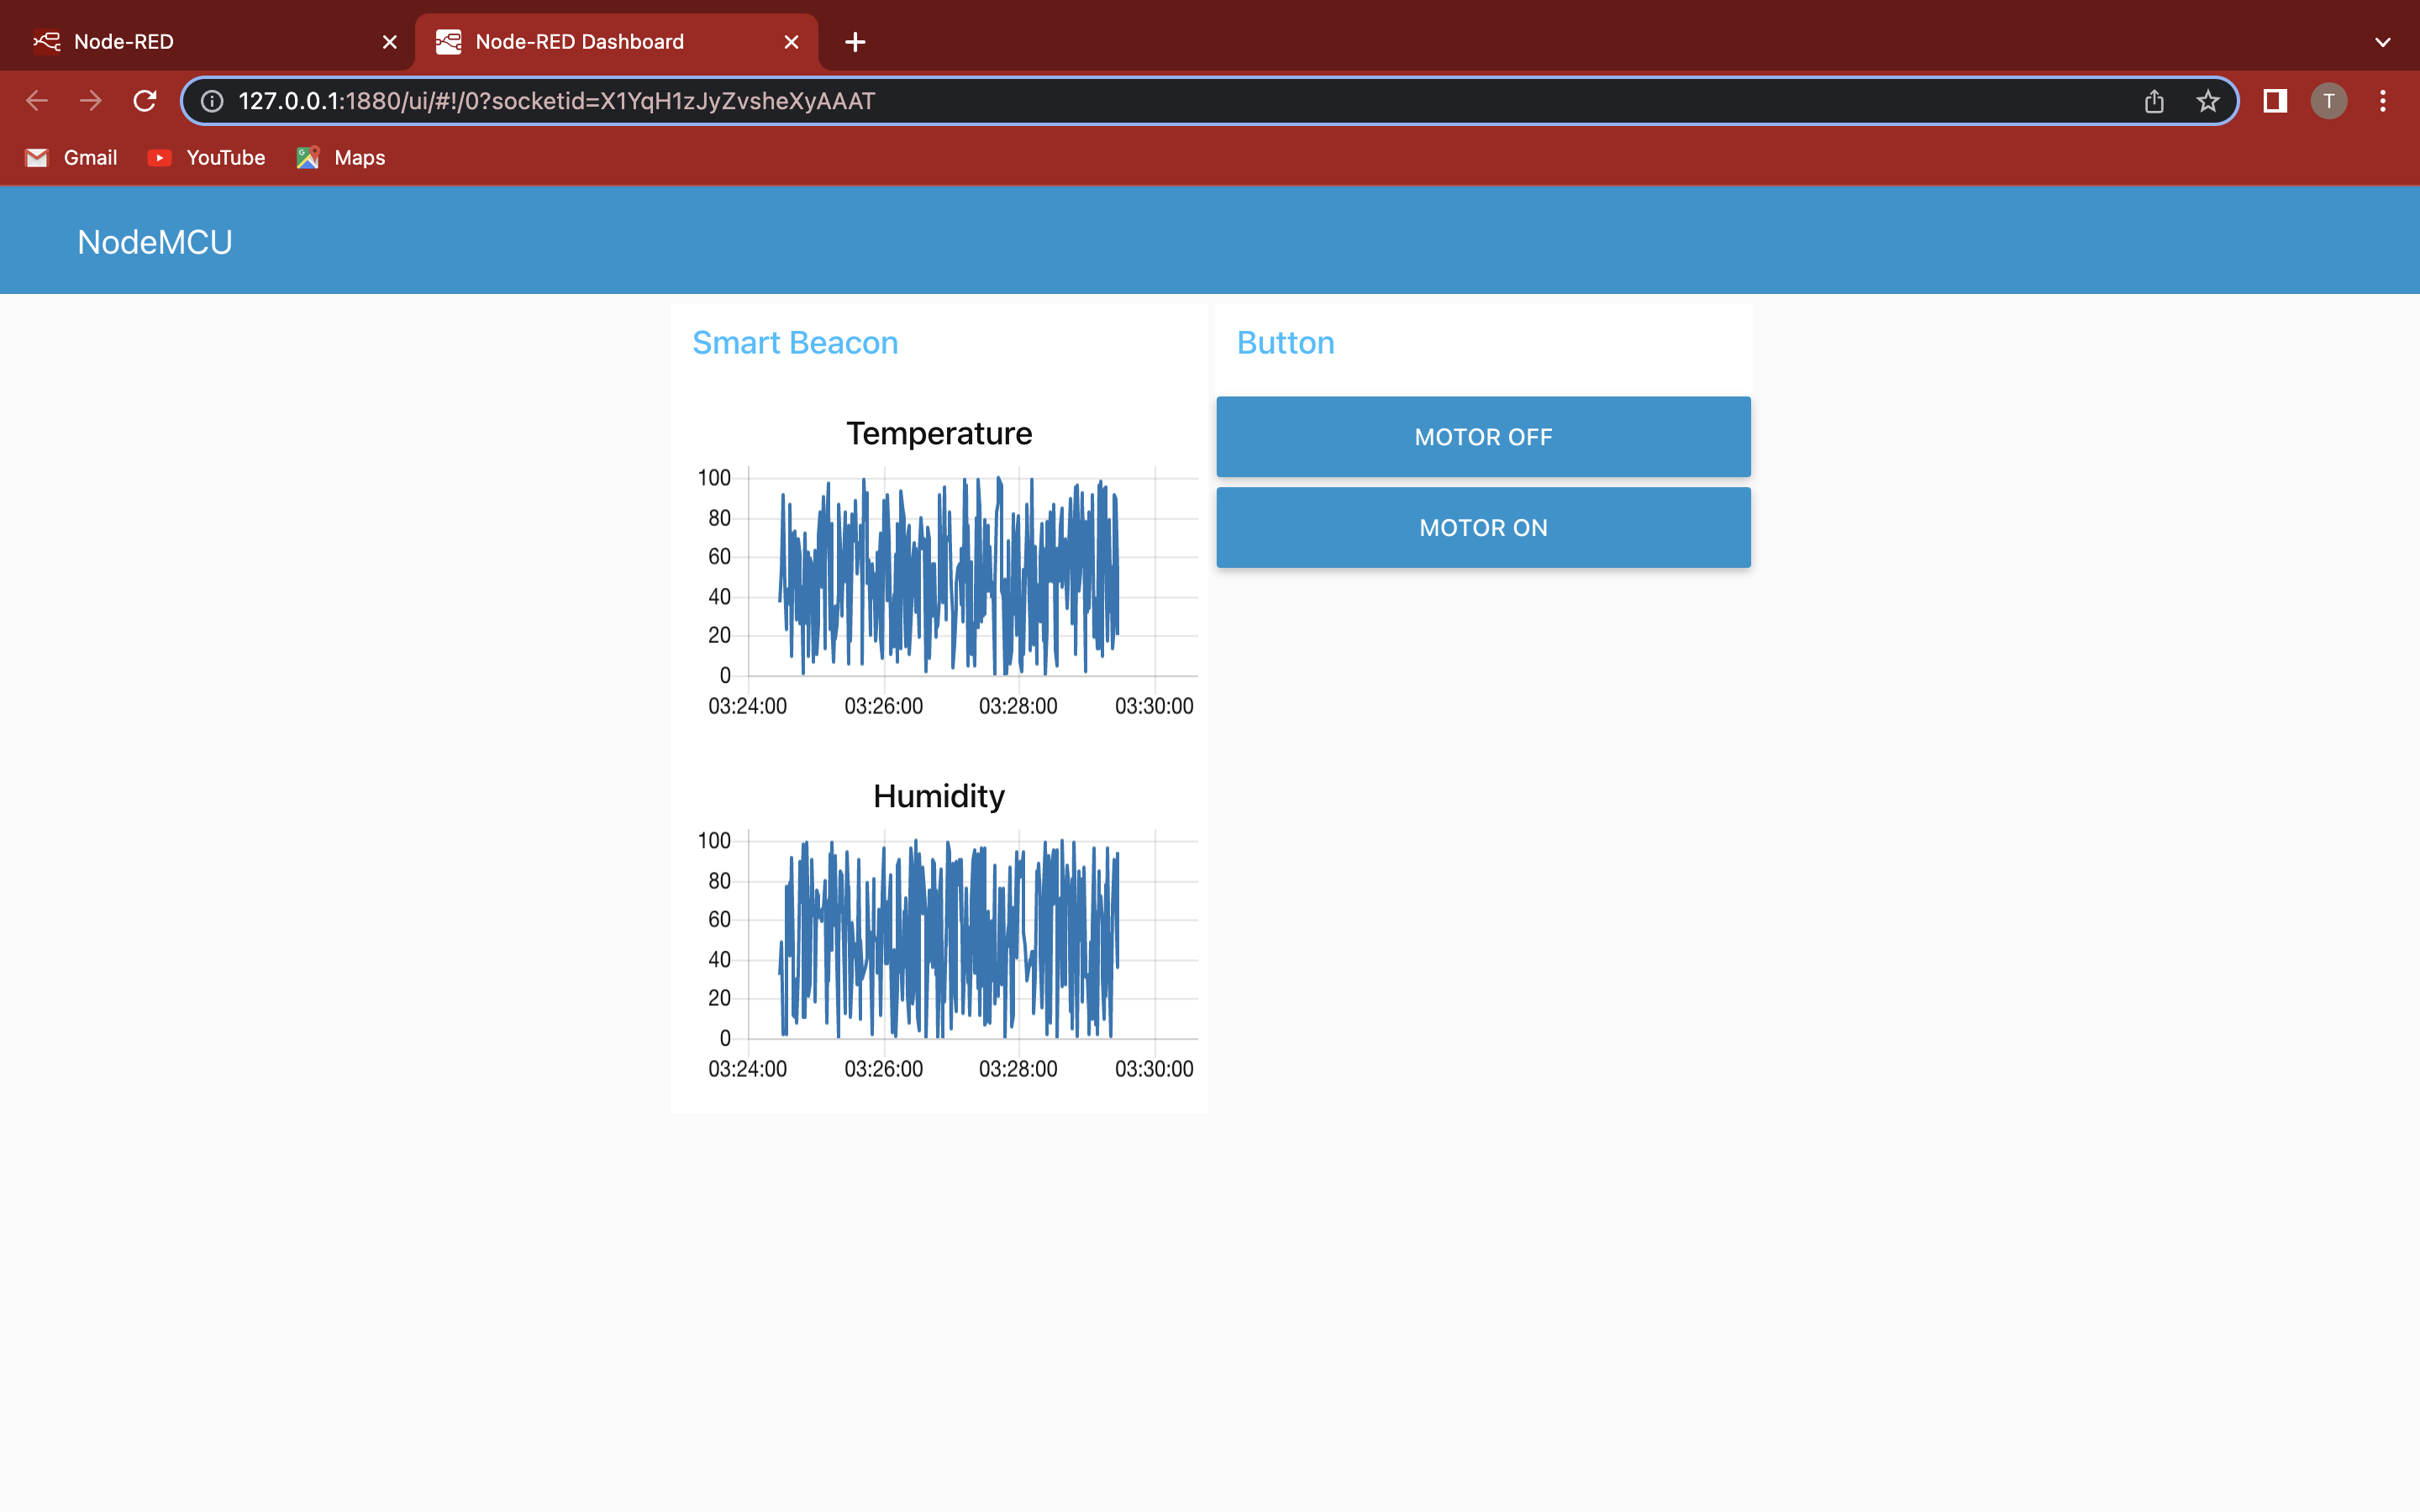 Node-RED
Node-RED Dashboard
127.0.0.1:1880/ui/#!/0?socketid=X1YqH1zJyZvsheXyAAAT
T
Gmail YouTube Maps
NodeMCU
Smart Beacon
Temperature
100
80
60
40
20
0
03:24:00 03:26:00 03:28:00 03:30:00
Humidity
100
80
60
40
20
0
03:24:00 03:26:00 03:28:00 03:30:00
Button
MOTOR OFF
MOTOR ON